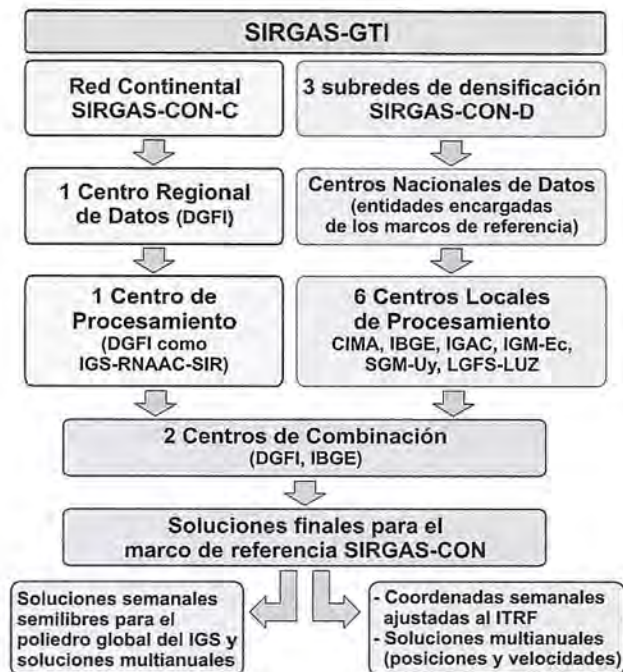 SIRGAS-GTI
Red Continental
SIRGAS-CON-C
3 subredes de densificación
SIRGAS-CON-D
1 Centro Regional
de Datos (DGFI)
Centros Nacionales de Datos
(entidades encargadas
de los marcos de referencia)
1 Centro de
Procesamiento
(DGFI como
IGS-RNAAC-SIR)
6 Centros Locales
de Procesamiento
CIMA, IBGE, IGAC, IGM-Ec,
SGM-Uy, LGFS-LUZ
2 Centros de Combinación
(DGFI, IBGE)
Soluciones finales para el
marco de referencia SIRGAS-CON
Soluciones semanales
semilibres para el
poliedro global del IGS y
soluciones multianuales
- Coordenadas semanales
ajustadas al ITRF
- Soluciones multianuales
(posiciones y velocidades)